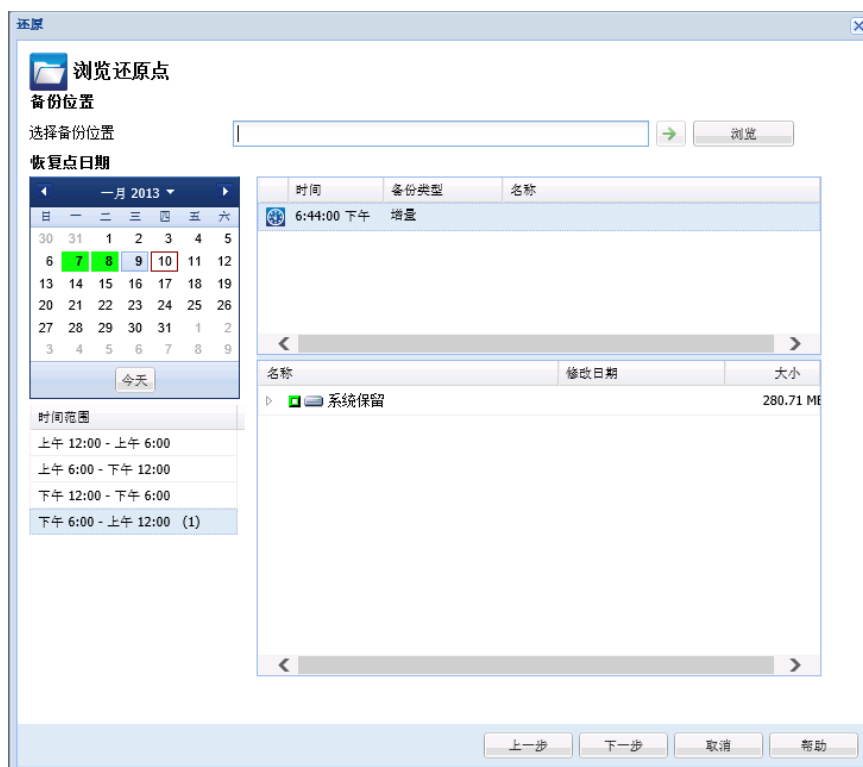 还原
浏览还原点
备份位置
选择备份位置
浏览
恢复点日期
一月 2013
日 一 二 三 四 五 六
30 31 1 2 3 4 5
6 7 8 9 10 11 12
13 14 15 16 17 18 19
20 21 22 23 24 25 26
27 28 29 30 31 1 2
3 4 5 6 7 8 9
今天
时间范围
上午 12:00 - 上午 6:00
上午 6:00 - 下午 12:00
下午 12:00 - 下午 6:00
下午 6:00 - 上午 12:00 (1)
时间 备份类型 名称
6:44:00 下午 增量
名称 修改日期 大小
系统保留 280.71 ME
上一步 下一步 取消 帮助